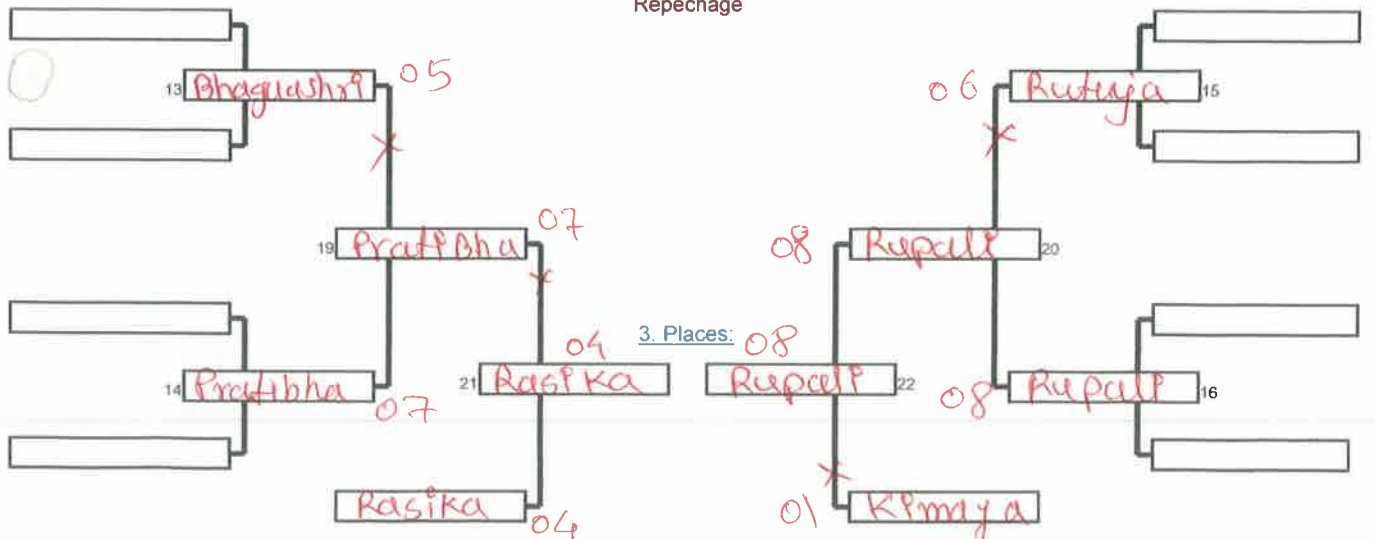 Repechage
13 Bhaguashri 05
06 Rutuja 15
19 Pratibha 07
08 Rupali 20
3. Places:
04
08
21 Rasika
Rupali 22
14 Pratibha 07
08 Rupali 16
Rasika 04
01 Kimaya